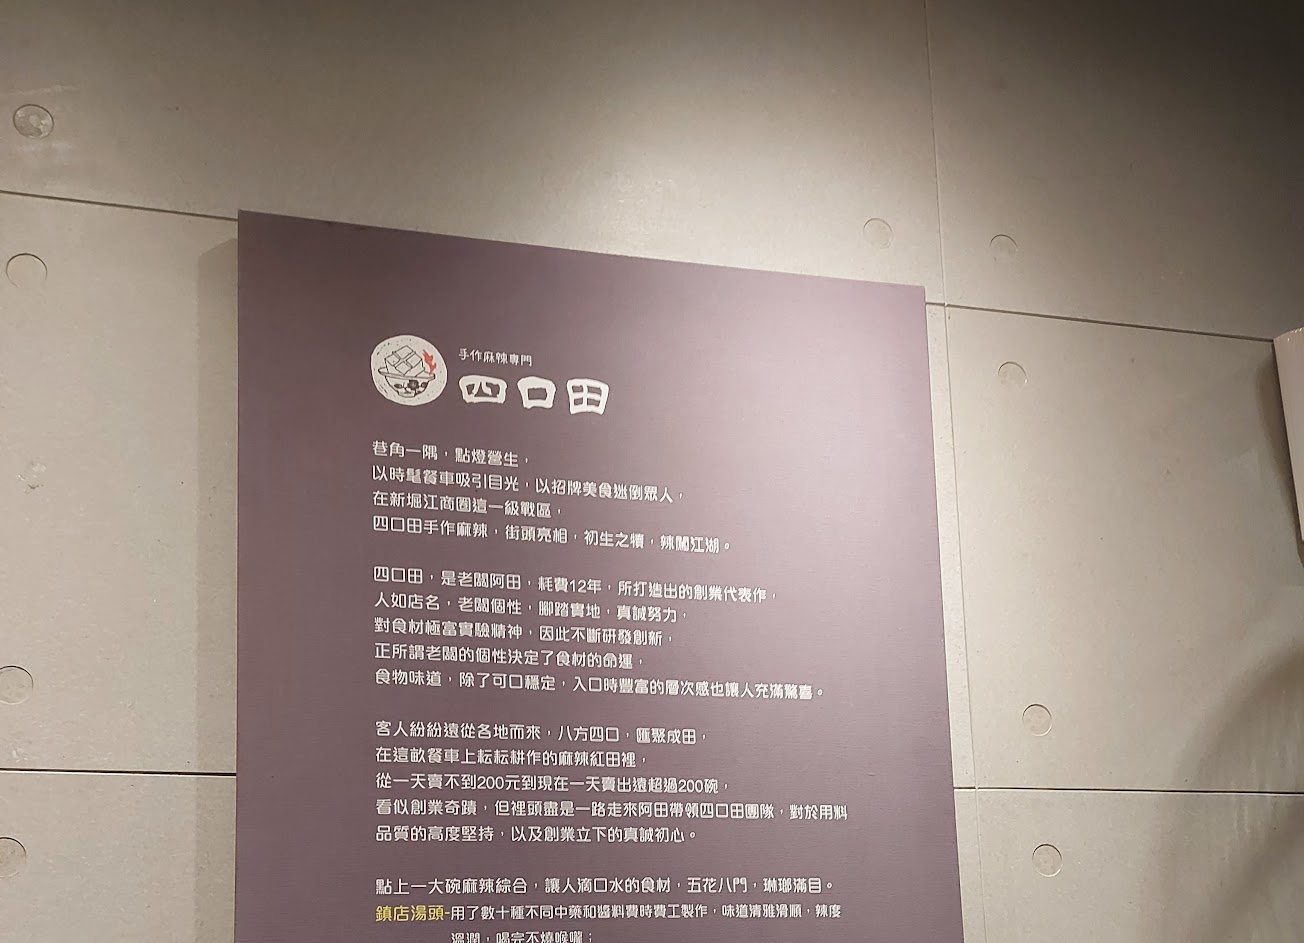 手作麻辣專門
四口田
巷角一隅，點燈營生，
以時髦餐車吸引目光，以招牌美食迷倒眾人，
在新堀江商圈這一級戰區，
四口田手作麻辣，街頭亮相，初生之犢，辣闖江湖。
四口田，是老闆阿田，耗費12年，所打造出的創業代表作，
人如店名，老闆個性，腳踏實地，真誠努力，
對食材極富實驗精神，因此不斷研發創新，
正所謂老闆的個性決定了食材的命運，
食物味道，除了可口穩定，入口時豐富的層次感也讓人充滿驚喜。
客人紛紛遠從各地而來，八方四口，匯聚成田，
在這畝餐車上耘耘耕作的麻辣紅田裡，
從一天賣不到200元到現在一天賣出遠超過200碗，
看似創業奇蹟，但裡頭盡是一路走來阿田帶領四口田團隊，對於用料
品質的高度堅持，以及創業立下的真誠初心。
點上一大碗麻辣綜合，讓人滴口水的食材，五花八門，琳瑯滿目。
鎮店湯頭-用了數十種不同中藥和醬料費時費工製作，味道清雅滑順，辣度
溫潤，喝完不燒喉嚨；